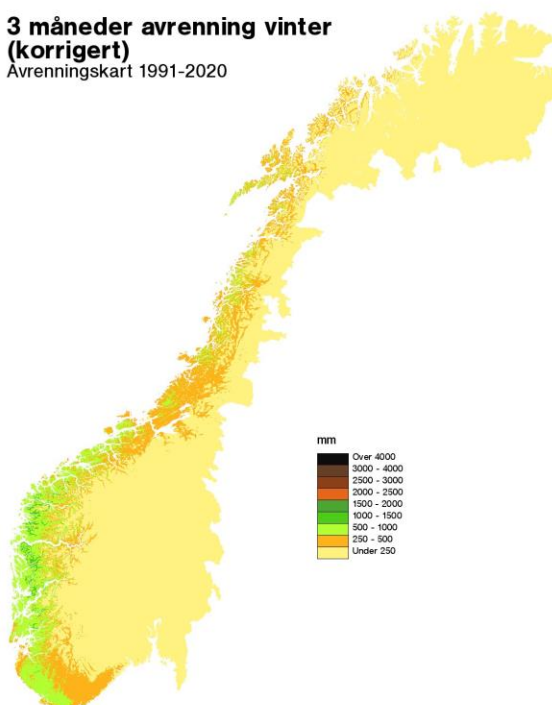 3 måneder avrenning vinter
(korrigert)
Avrenningskart 1991-2020
mm
Over 4000
3000 - 4000
2500 - 3000
2000 - 2500
1500 - 2000
1000 - 1500
500 - 1000
250 - 500
Under 250